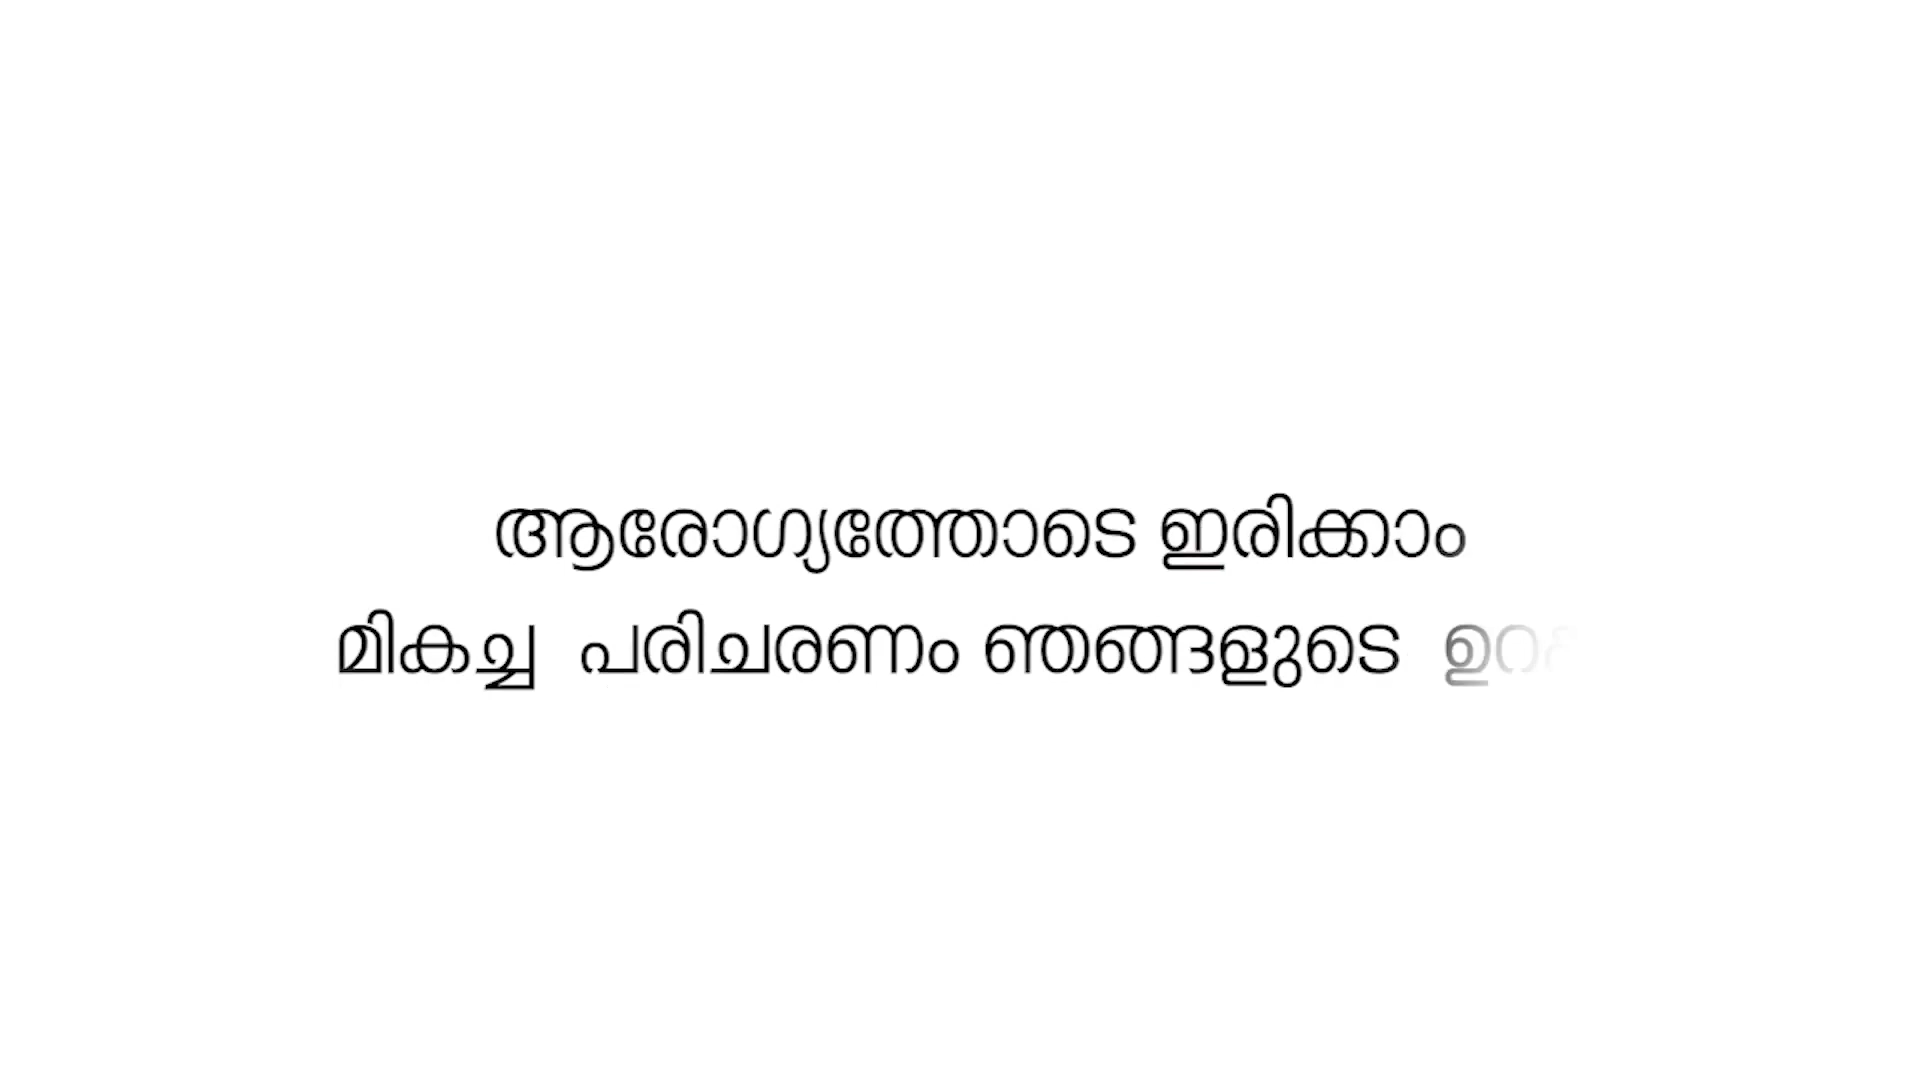 ആരോഗ്യത്തോടെ ഇരിക്കാം
മികച്ച പരിചരണം ഞങ്ങളുടെ